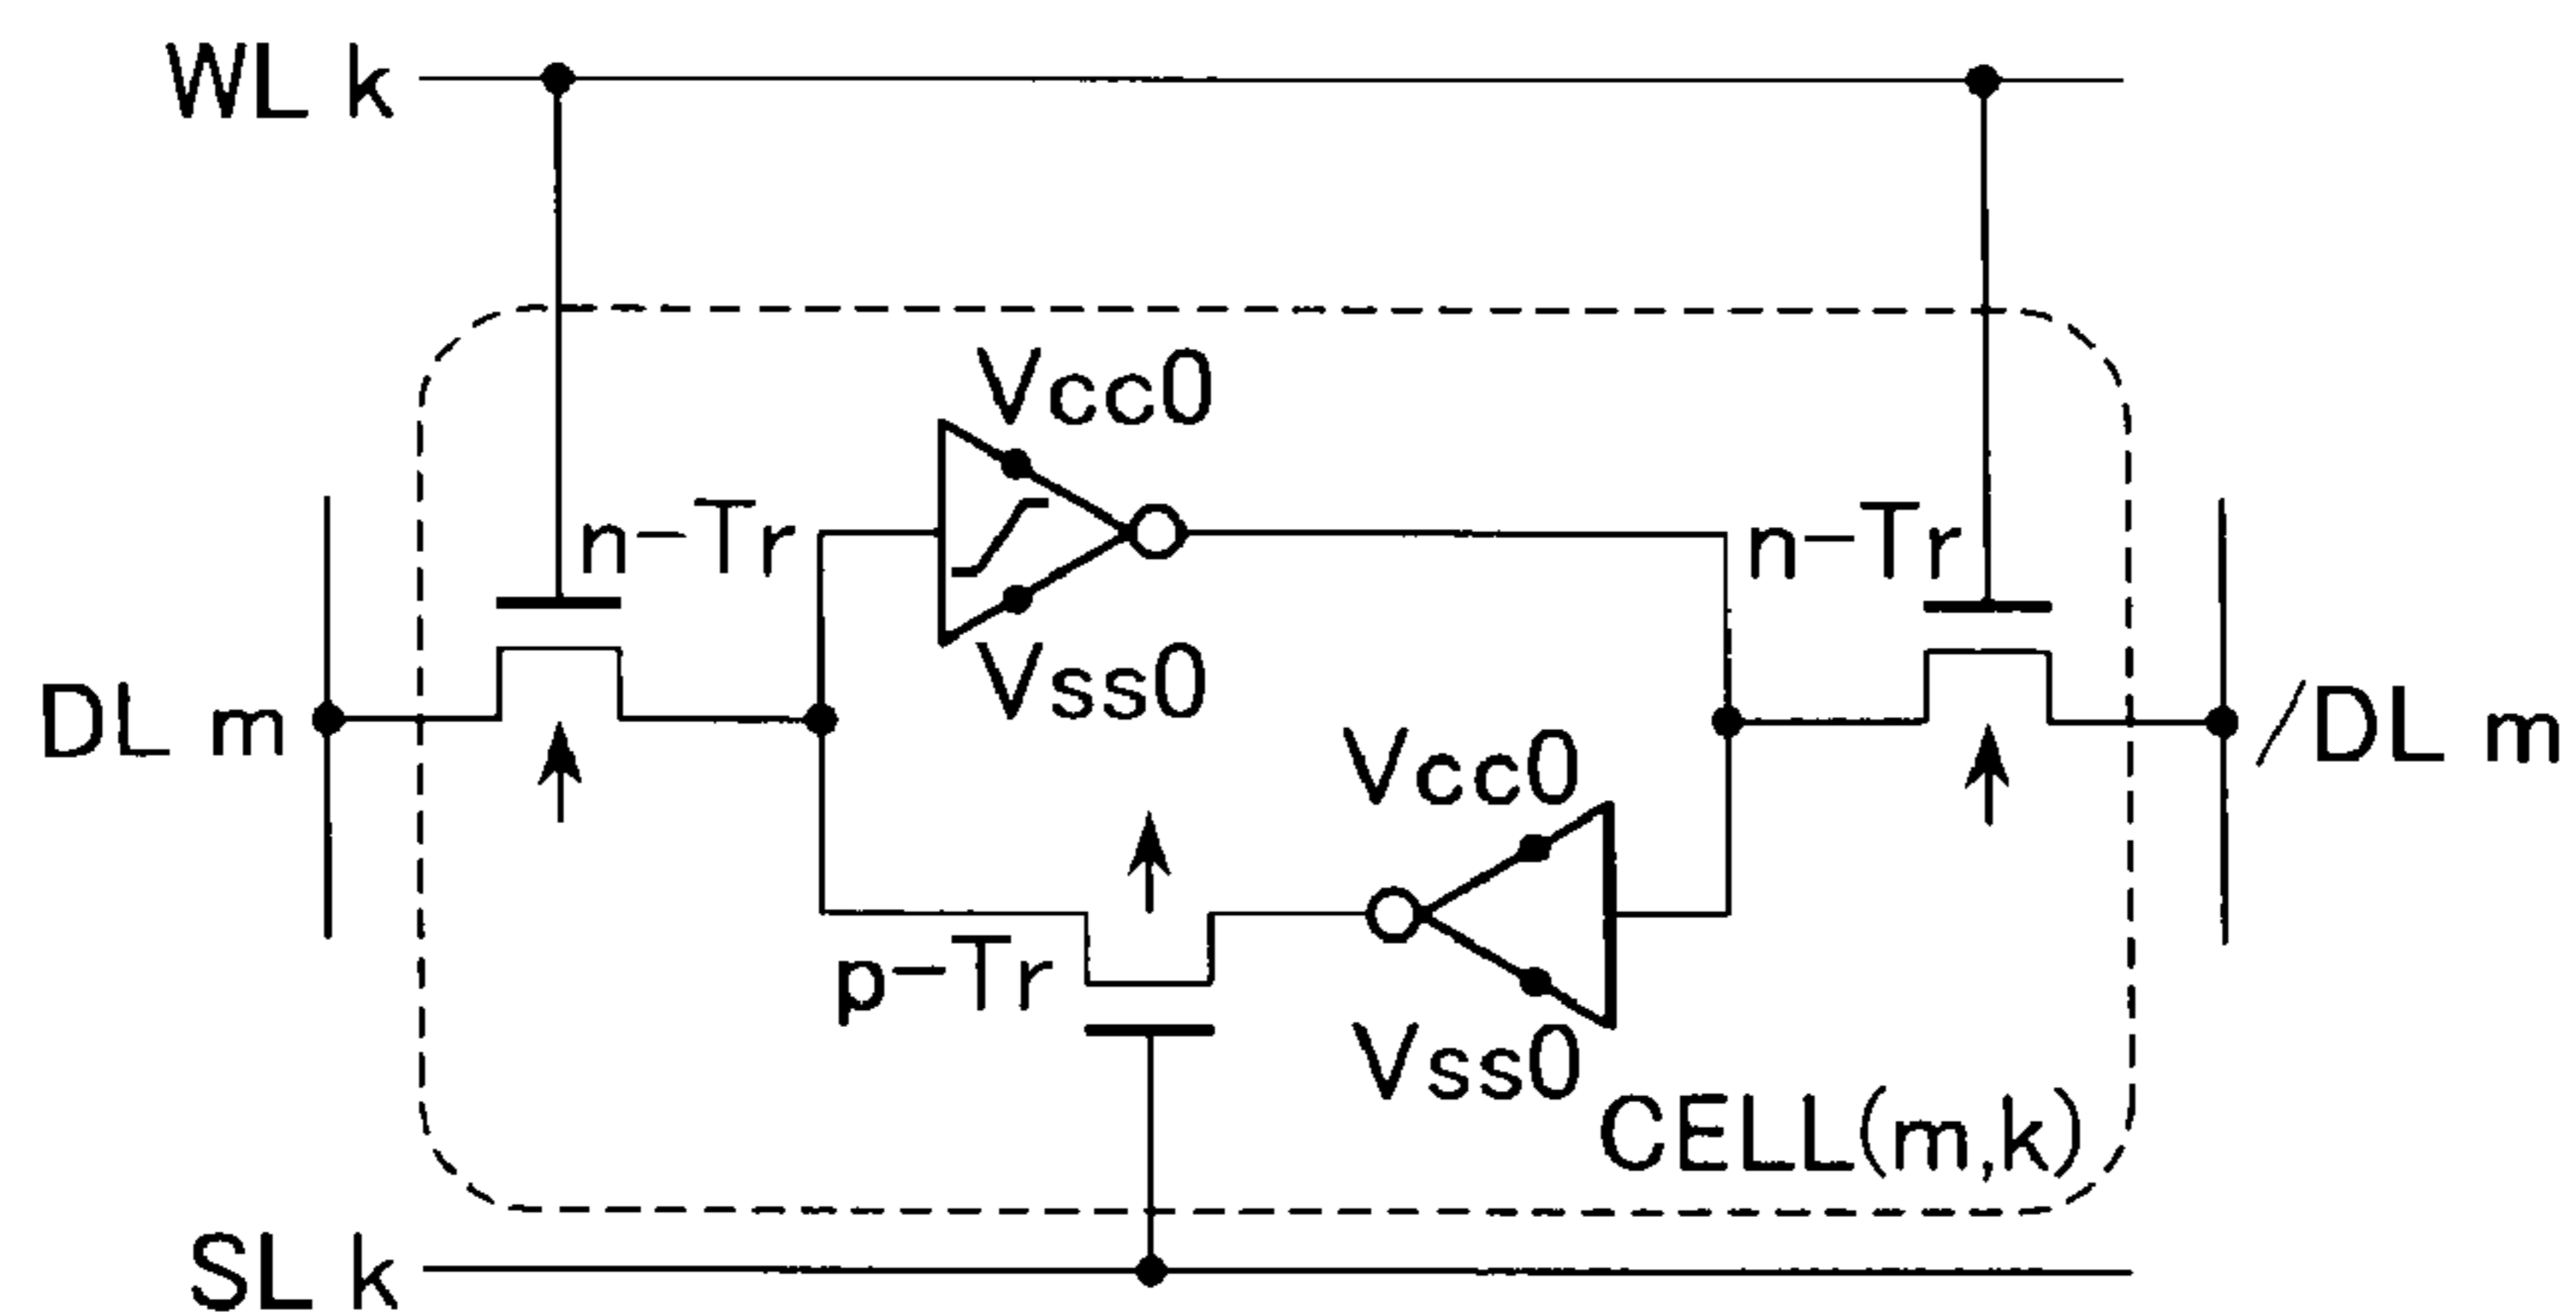 WL k
Vcc0
n-Tr
n-Tr
Vss0
DL m
/DL m
Vcc0
p-Tr
Vss0
CELL(m,k)
SL k